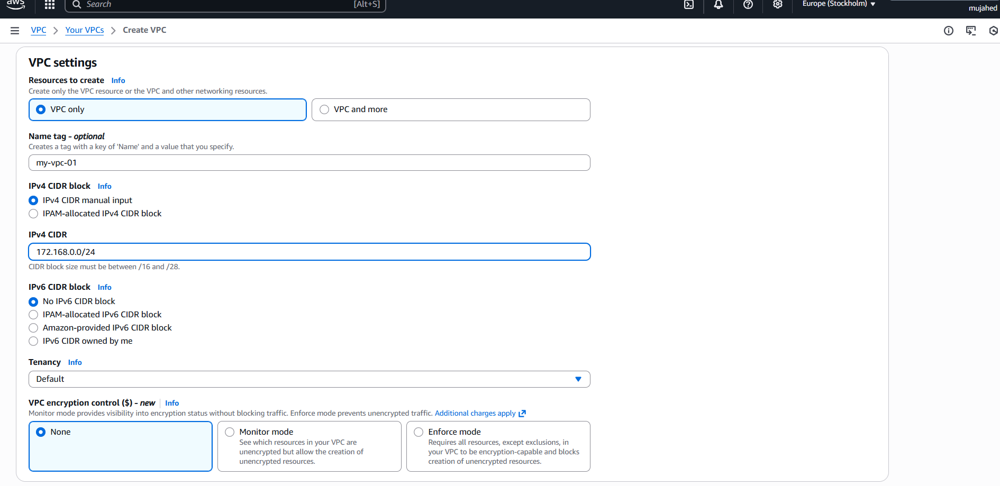 aws
Search [Alt+S]
Europe (Stockholm)
mujahed
VPC Your VPCs Create VPC
VPC settings
Resources to create Info
Create only the VPC resource or the VPC and other networking resources.
VPC only VPC and more
Name tag - optional
Creates a tag with a key of 'Name' and a value that you specify.
my-vpc-01
IPv4 CIDR block Info
IPv4 CIDR manual input
IPAM-allocated IPv4 CIDR block
IPv4 CIDR
172.168.0.0/24
CIDR block size must be between /16 and /28.
IPv6 CIDR block Info
No IPv6 CIDR block
IPAM-allocated IPv6 CIDR block
Amazon-provided IPv6 CIDR block
IPv6 CIDR owned by me
Tenancy Info
Default
VPC encryption control ($) - new Info
Monitor mode provides visibility into encryption status without blocking traffic. Enforce mode prevents unencrypted traffic. Additional charges apply
None
Monitor mode
See which resources in your VPC are
unencrypted but allow the creation of
unencrypted resources.
Enforce mode
Requires all resources, except exclusions, in
your VPC to be encryption-capable and blocks
creation of unencrypted resources.